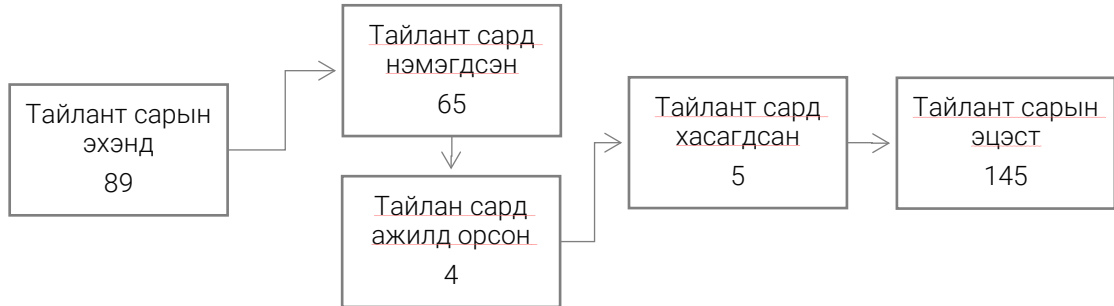 Тайлант сарын
эхэнд
89
Тайлант сард
нэмэгдсэн
65
Тайлан сард
ажилд орсон
4
Тайлант сард
хасагдсан
5
Тайлант сарын
эцэст
145